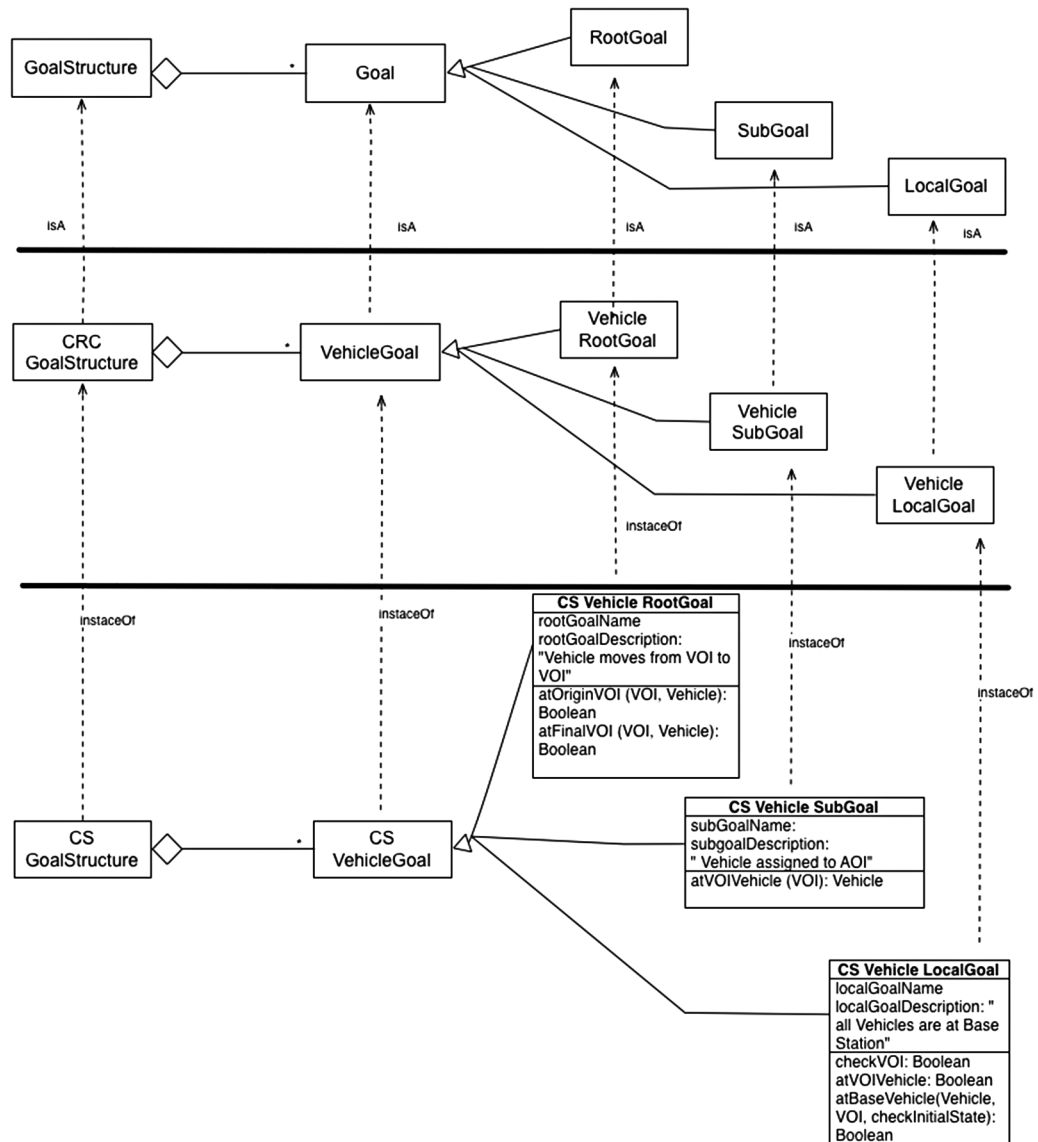 RootGoal
GoalStructure
*
Goal
SubGoal
LocalGoal
isA
isA
isA
isA
isA
Vehicle
RootGoal
CRC
GoalStructure
*
VehicleGoal
Vehicle
SubGoal
Vehicle
LocalGoal
instaceOf
CS Vehicle RootGoal
rootGoalName
rootGoalDescription:
"Vehicle moves from VOI to
VOI"
atOriginVOI (VOI, Vehicle):
Boolean
atFinalVOI (VOI, Vehicle):
Boolean
instaceOf
instaceOf
instaceOf
instaceOf
CS Vehicle SubGoal
subGoalName:
subgoalDescription:
" Vehicle assigned to AOI"
atVOIVehicle (VOI): Vehicle
CS
GoalStructure
*
CS
VehicleGoal
CS Vehicle LocalGoal
localGoalName
localGoalDescription: "
all Vehicles are at Base
Station"
checkVOI: Boolean
atVOIVehicle: Boolean
atBaseVehicle(Vehicle,
VOI, checkInitialState):
Boolean